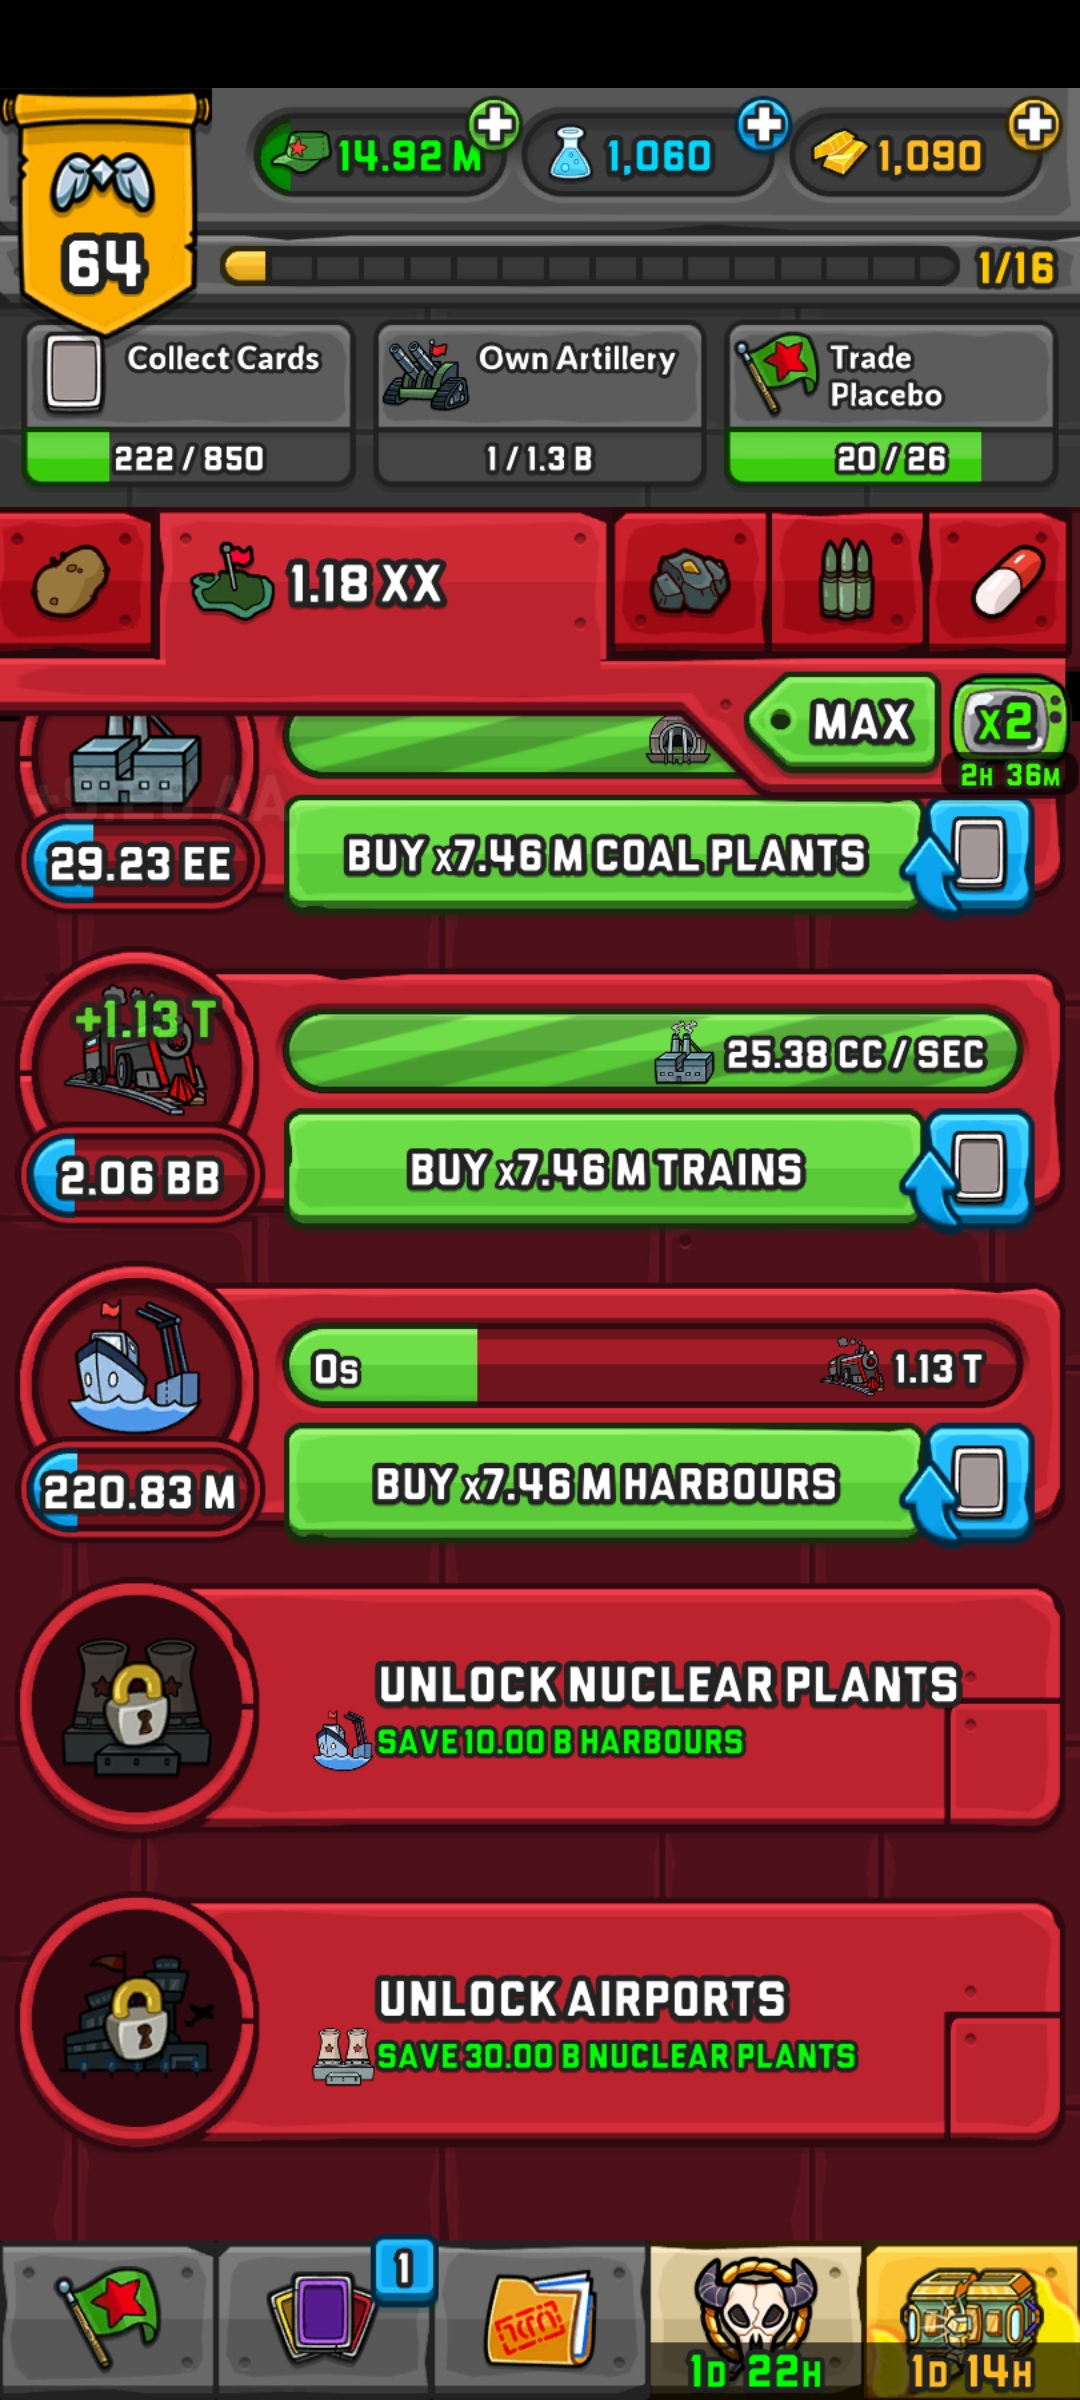 14.92 M
1,060
1,090
64
1/16
Collect Cards
222 / 850
Own Artillery
1 / 1.3 B
Trade
Placebo
20 / 26
1.18 XX
MAX
x2
2H 36M
29.23 EE
BUY x7.46 M COAL PLANTS
+1.13 T
25.38 CC / SEC
2.06 BB
BUY x7.46 M TRAINS
0s
1.13 T
220.83 M
BUY x7.46 M HARBOURS
UNLOCK NUCLEAR PLANTS
SAVE 10.00 B HARBOURS
UNLOCK AIRPORTS
SAVE 30.00 B NUCLEAR PLANTS
1
1D 22H
1D 14H